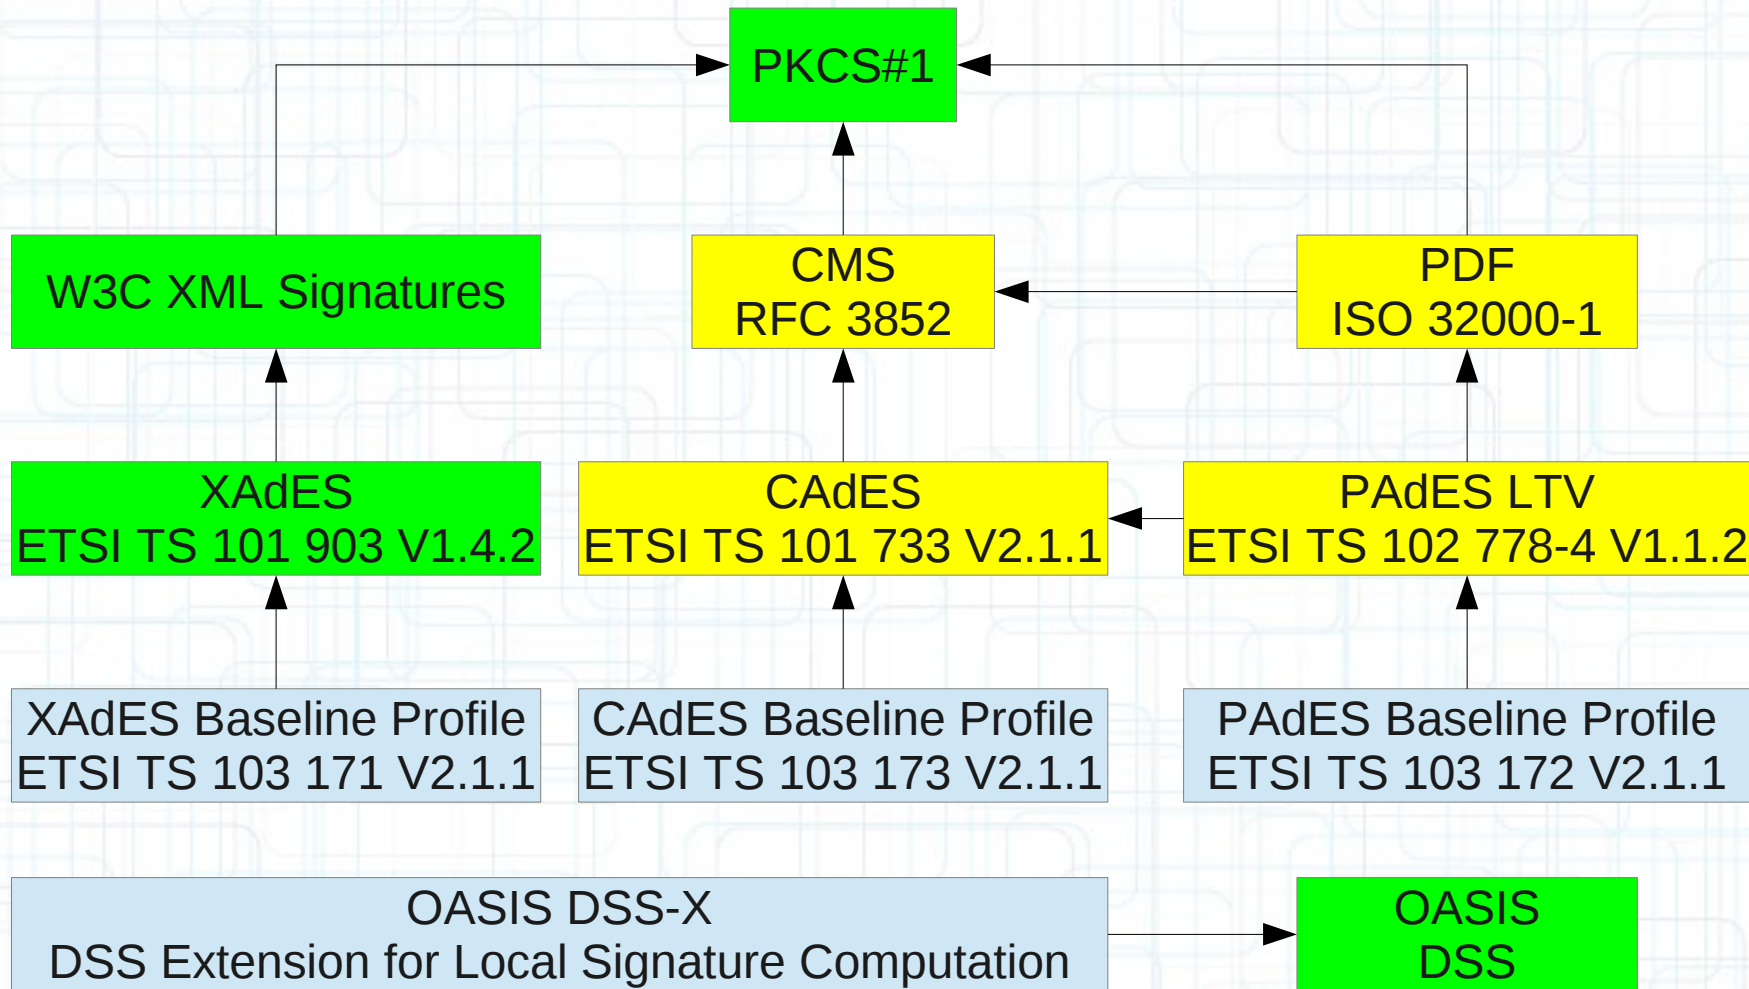 PKCS#1
W3C XML Signatures
CMS
RFC 3852
PDF
ISO 32000-1
XAdES
ETSI TS 101 903 V1.4.2
CAdES
ETSI TS 101 733 V2.1.1
PAdES LTV
ETSI TS 102 778-4 V1.1.2
XAdES Baseline Profile
ETSI TS 103 171 V2.1.1
CAdES Baseline Profile
ETSI TS 103 173 V2.1.1
PAdES Baseline Profile
ETSI TS 103 172 V2.1.1
OASIS DSS-X
DSS Extension for Local Signature Computation
OASIS
DSS